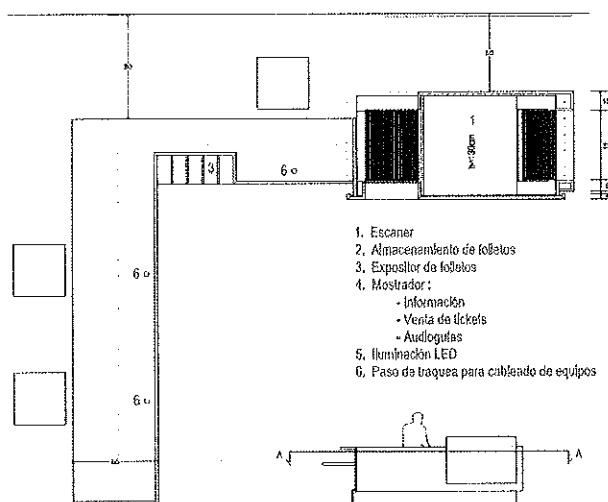 1
3
6
6
6
1. Escaner
2. Almacenamiento de folletos
3. Expositor de folletos
4. Mostrador:
- Información
- Venta de tickets
- Audioguías
5. Iluminación LED
6. Paso de traquea para cableado de equipos
A
A